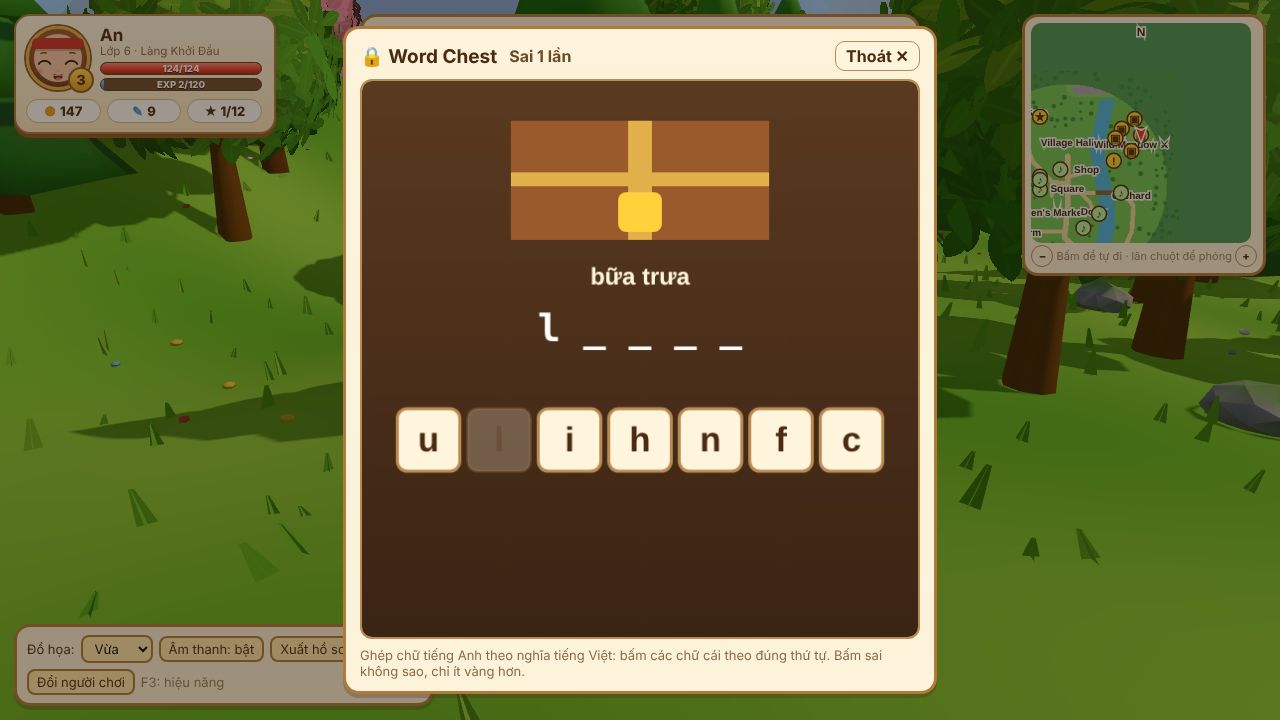 An
Lớp 6 · Làng Khởi Đầu
124/124
EXP 2/120
3
147
9
★ 1/12
🔒 Word Chest
Sai 1 lần
Thoát ✕
bữa trưa
l _ _ _ _
u l i h n f c
Ghép chữ tiếng Anh theo nghĩa tiếng Việt: bấm các chữ cái theo đúng thứ tự. Bấm sai
không sao, chỉ ít vàng hơn.
N
Village Hall
Shop
Square
− Bấm để tự đi · lăn chuột để phóng +
Đồ họa: Vừa
Âm thanh: bật
Xuất hồ sơ
Đổi người chơi
F3: hiệu năng